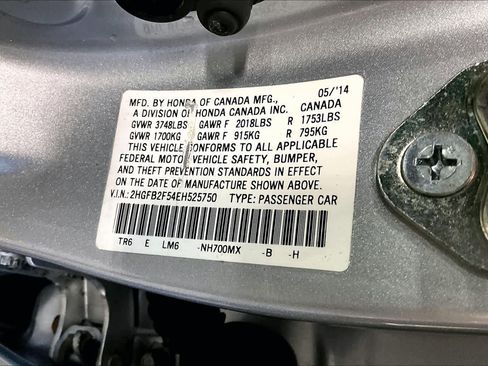 05/'14
MFD. BY HONDA OF CANADA MFG., CANADA
A DIVISION OF HONDA CANADA INC.
GVWR 3748LBS GAWR F 2018LBS R 1753LBS
GVWR 1700KG GAWR F 915KG R 795KG
THIS VEHICLE CONFORMS TO ALL APPLICABLE
FEDERAL MOTOR VEHICLE SAFETY, BUMPER,
AND THEFT PREVENTION STANDARDS IN EFFECT
ON THE DATE OF MANUFACTURE SHOWN ABOVE.
V.I.N.: 2HGFB2F54EH525750 TYPE: PASSENGER CAR
TR6 E LM6 -NH700MX -B -H